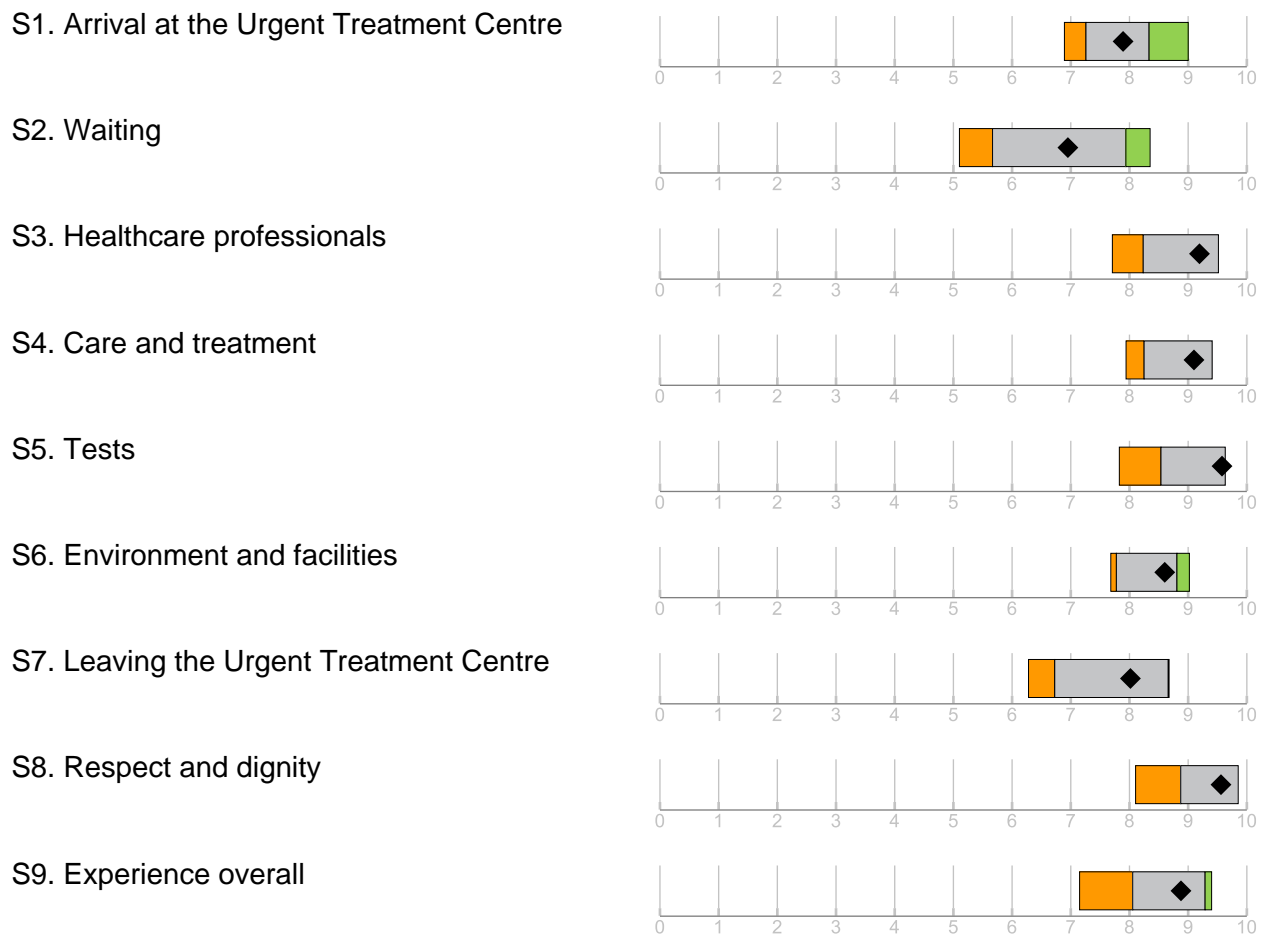 S1. Arrival at the Urgent Treatment Centre
0 1 2 3 4 5 6 7 8 9 10
S2. Waiting
0 1 2 3 4 5 6 7 8 9 10
S3. Healthcare professionals
0 1 2 3 4 5 6 7 8 9 10
S4. Care and treatment
0 1 2 3 4 5 6 7 8 9 10
S5. Tests
0 1 2 3 4 5 6 7 8 9 10
S6. Environment and facilities
0 1 2 3 4 5 6 7 8 9 10
S7. Leaving the Urgent Treatment Centre
0 1 2 3 4 5 6 7 8 9 10
S8. Respect and dignity
0 1 2 3 4 5 6 7 8 9 10
S9. Experience overall
0 1 2 3 4 5 6 7 8 9 10